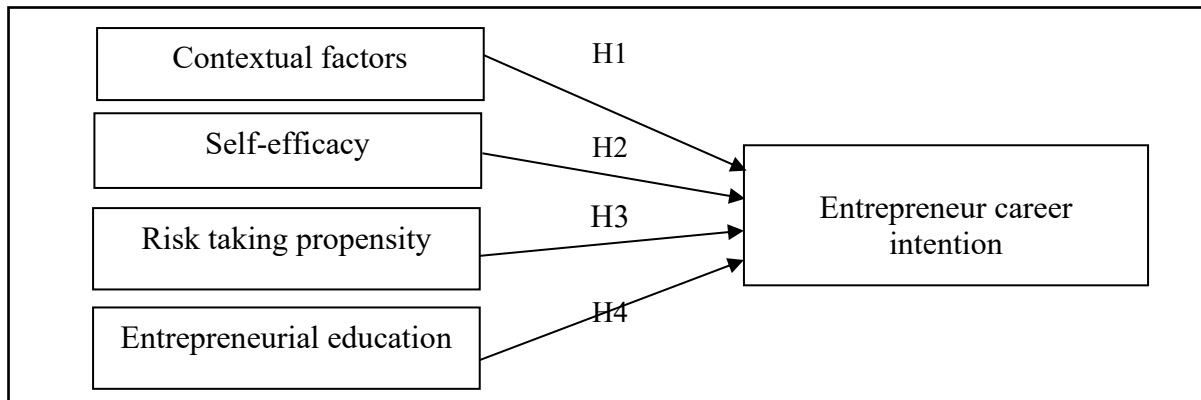 Contextual factors
H1
Self-efficacy
H2
Risk taking propensity
H3
Entrepreneurial education
H4
Entrepreneur career
intention